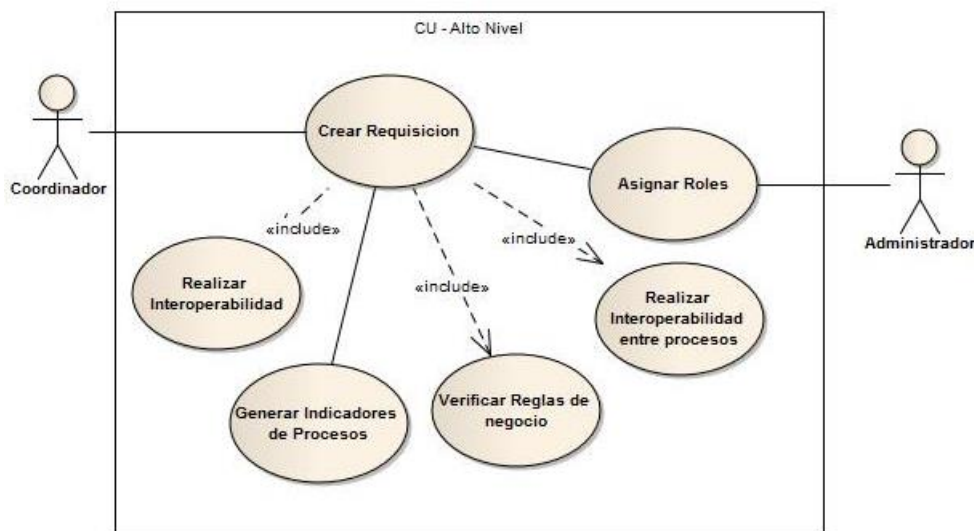 CU - Alto Nivel
Crear Requisicion
Coordinador
Asignar Roles
Administrador
«include»
«include»
«include»
Realizar
Interoperabilidad
Realizar
Interoperabilidad
entre procesos
Generar Indicadores
de Procesos
Verificar Reglas de
negocio